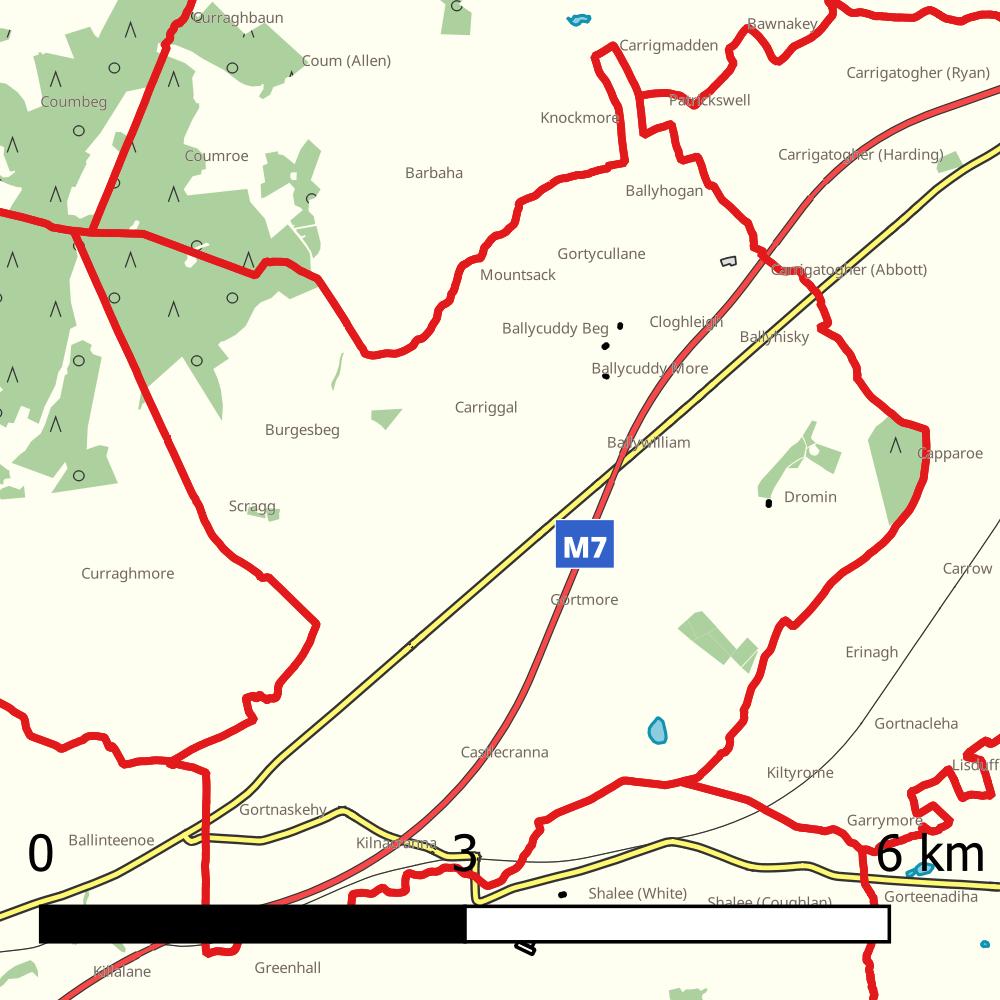 Curraghbaun
Bawnakey
Carrigmadden
Coum (Allen)
Carrigatogher (Ryan)
Coumbeg
Patrickswell
Knockmore
Coumroe
Carrigatogher (Harding)
Barbaha
Ballyhogan
Gortycullane
Mountsack
Carrigatogher (Abbott)
Cloghleigh
Ballycuddy Beg
Ballyhisky
Ballycuddy More
Carriggal
Burgesbeg
Ballywilliam
Capparoe
Dromin
Scragg
M7
Carrow
Curraghmore
Gortmore
Erinagh
Gortnacleha
Castlecranna
Lisduff
Kiltyrome
Gortnaskehy
Garrymore
Ballinteenoe
Kilnacranna
0
3
6 km
Shalee (White)
Gorteenadiha
Shalee (Coughlan)
Greenhall
Killalane